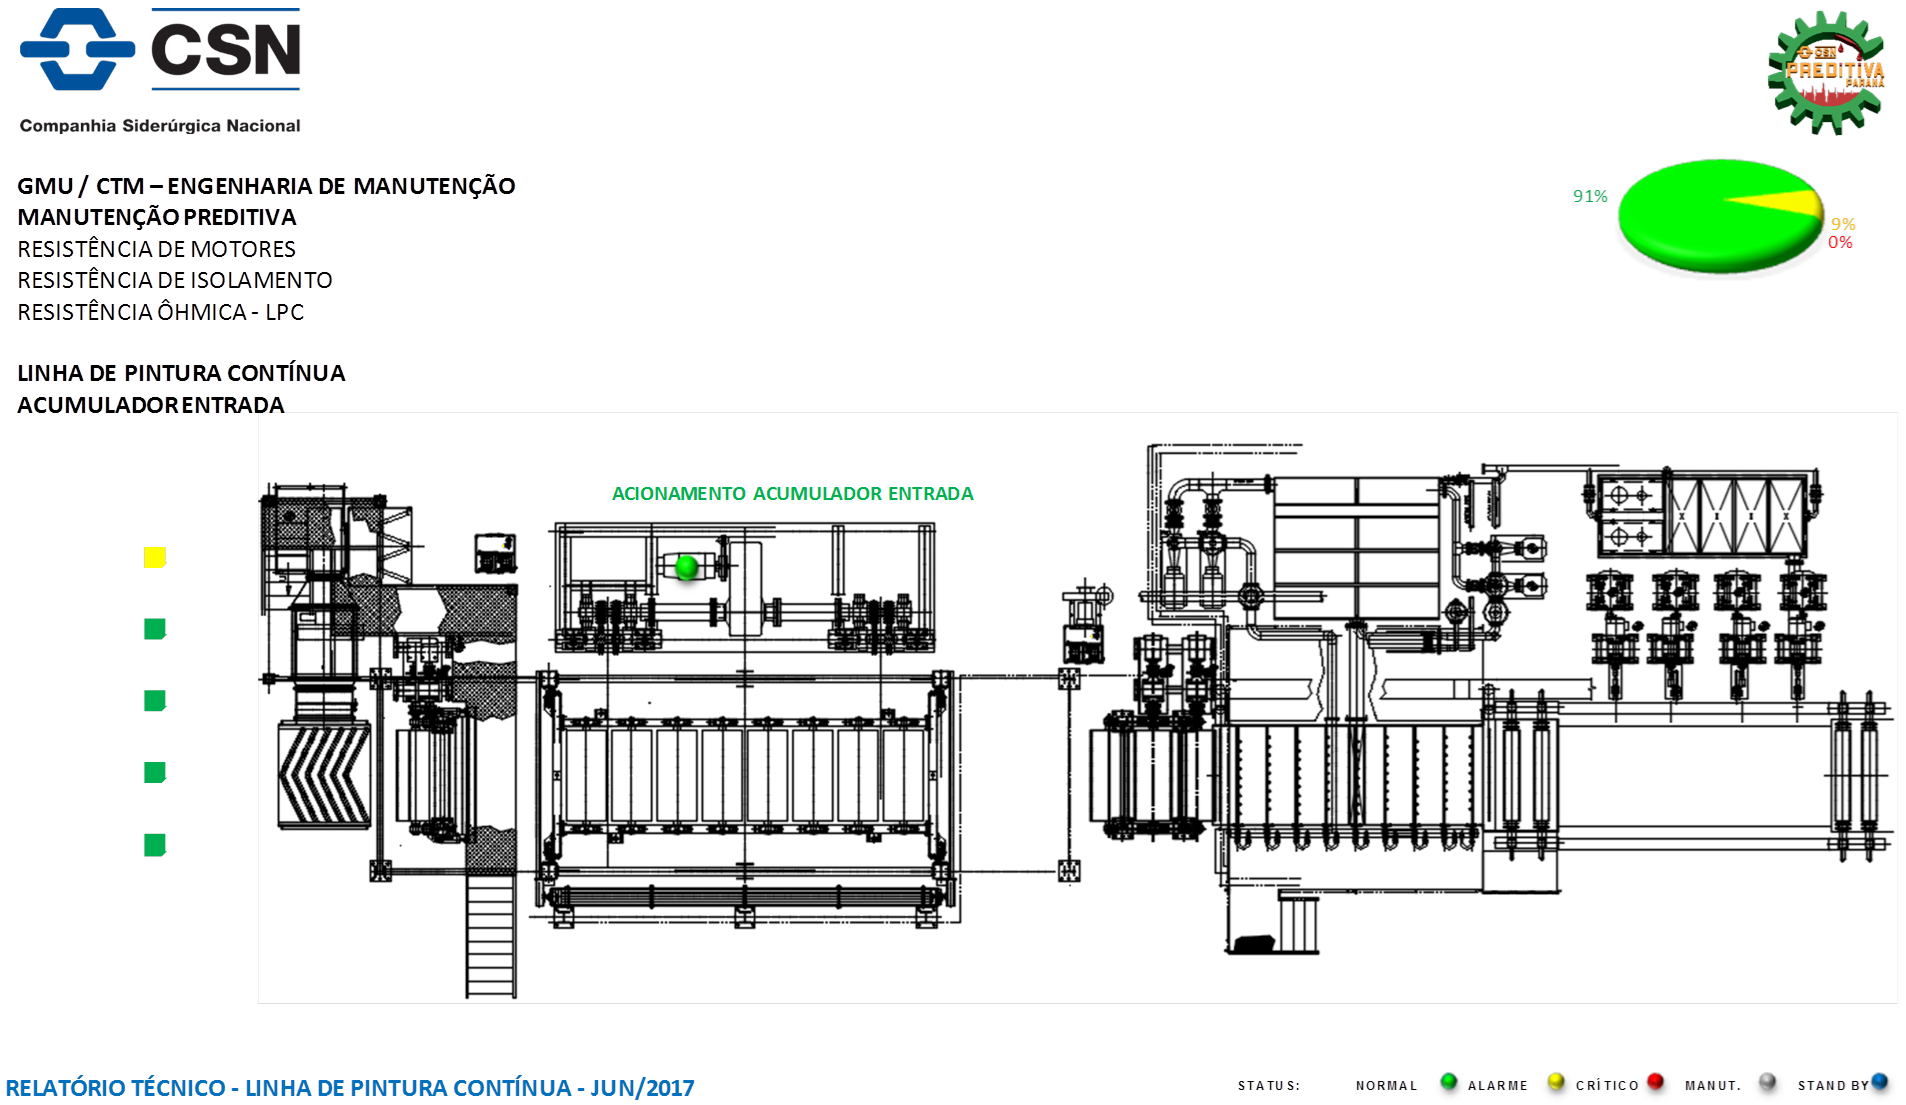 CSN
Companhia Siderúrgica Nacional
CSN
PREDITIVA
PARANÁ
GMU / CTM – ENGENHARIA DE MANUTENÇÃO
MANUTENÇÃO PREDITIVA
RESISTÊNCIA DE MOTORES
RESISTÊNCIA DE ISOLAMENTO
RESISTÊNCIA ÔHMICA - LPC
91%
9%
0%
LINHA DE PINTURA CONTÍNUA
ACUMULADOR ENTRADA
ACIONAMENTO ACUMULADOR ENTRADA
RELATÓRIO TÉCNICO - LINHA DE PINTURA CONTÍNUA - JUN/2017
STATUS: NORMAL ALARME CRÍTICO MANUT. STAND BY